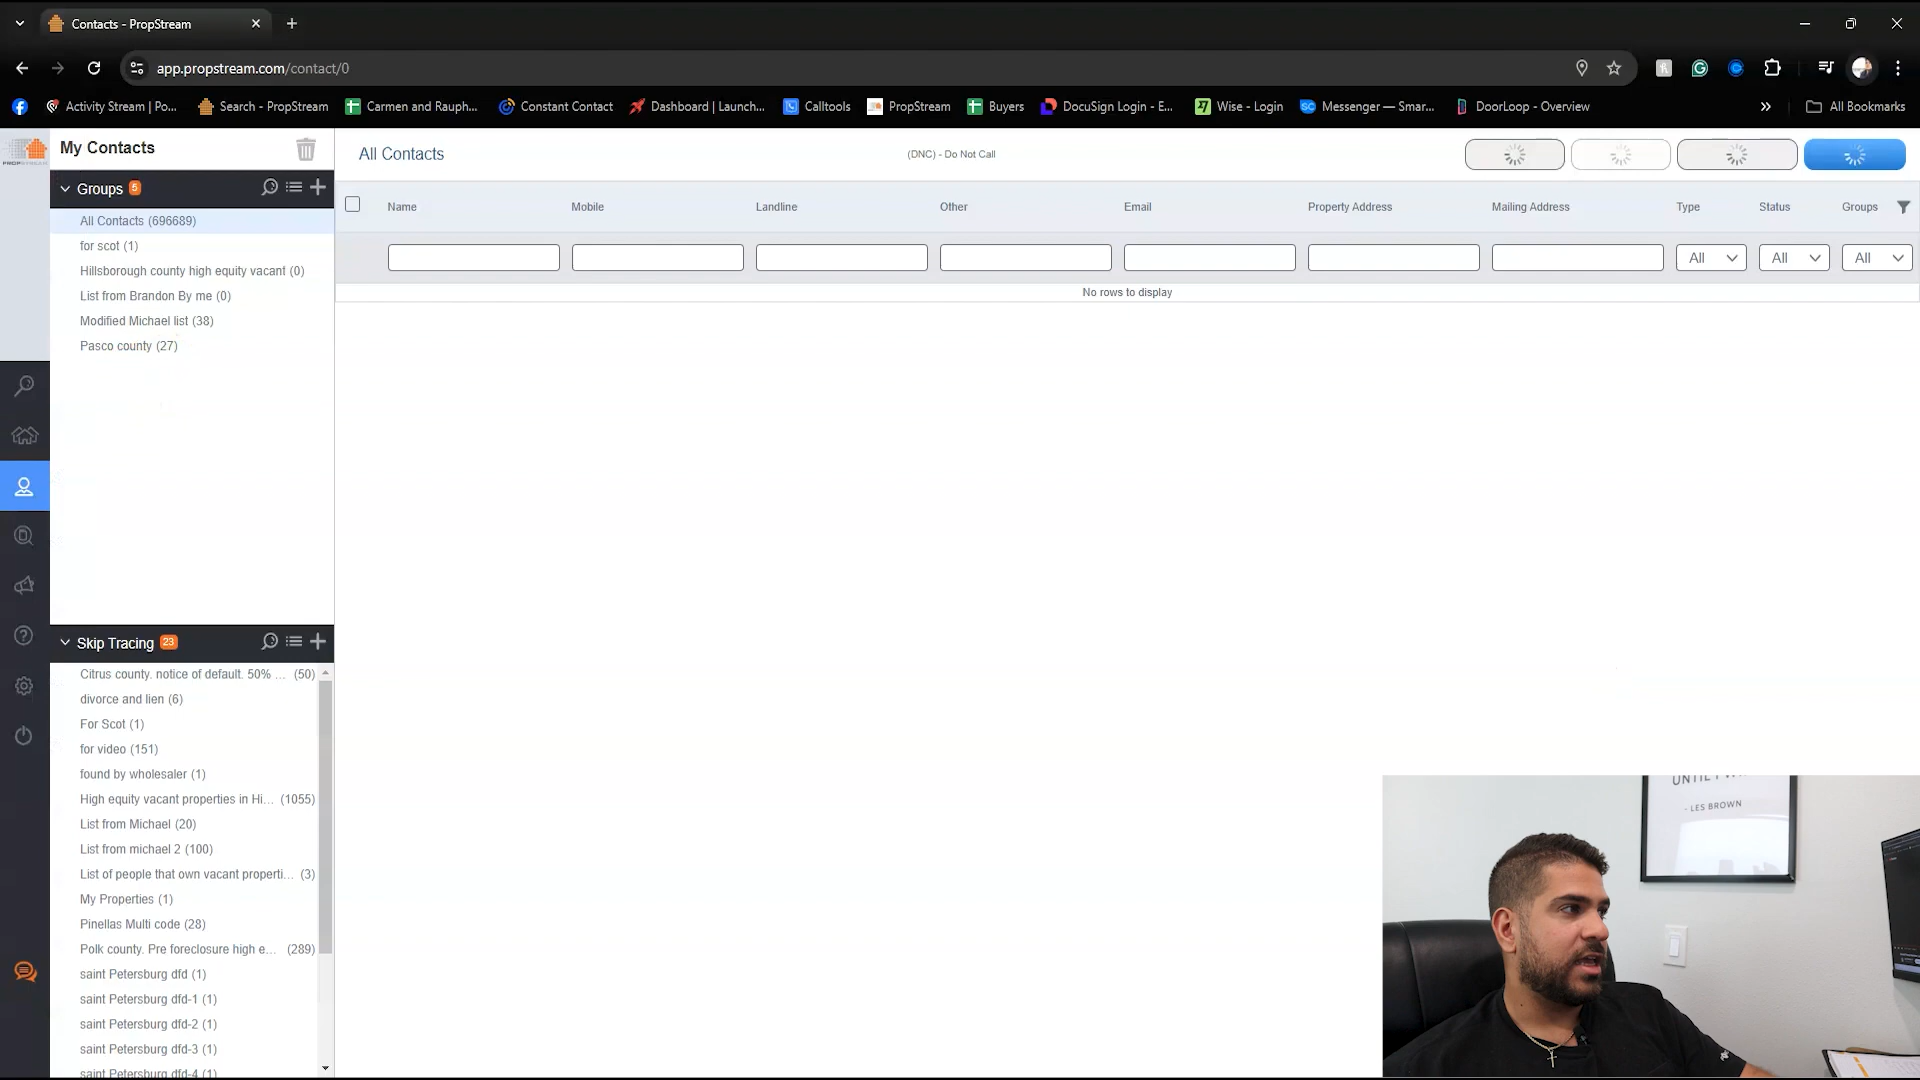 Contacts - PropStream
app.propstream.com/contact/0
Activity Stream | Po...
Search - PropStream
Carmen and Rauph...
Constant Contact
Dashboard | Launch...
Calltools
PropStream
Buyers
DocuSign Login - E...
Wise - Login
Messenger — Smar...
DoorLoop - Overview
All Bookmarks
My Contacts
All Contacts
(DNC) - Do Not Call
Groups 5
Name
Mobile
Landline
Other
Email
Property Address
Mailing Address
Type
Status
Groups
All
All
All
No rows to display
All Contacts (696689)
for scot (1)
Hillsborough county high equity vacant (0)
List from Brandon By me (0)
Modified Michael list (38)
Pasco county (27)
Skip Tracing 23
Citrus county. notice of default. 50% ... (50)
divorce and lien (6)
For Scot (1)
for video (151)
found by wholesaler (1)
High equity vacant properties in Hi... (1055)
List from Michael (20)
List from michael 2 (100)
List of people that own vacant properti... (3)
My Properties (1)
Pinellas Multi code (28)
Polk county. Pre foreclosure high e... (289)
saint Petersburg dfd (1)
saint Petersburg dfd-1 (1)
saint Petersburg dfd-2 (1)
saint Petersburg dfd-3 (1)
saint Petersburg dfd-4 (1)
UNTIL I
- LES BROWN